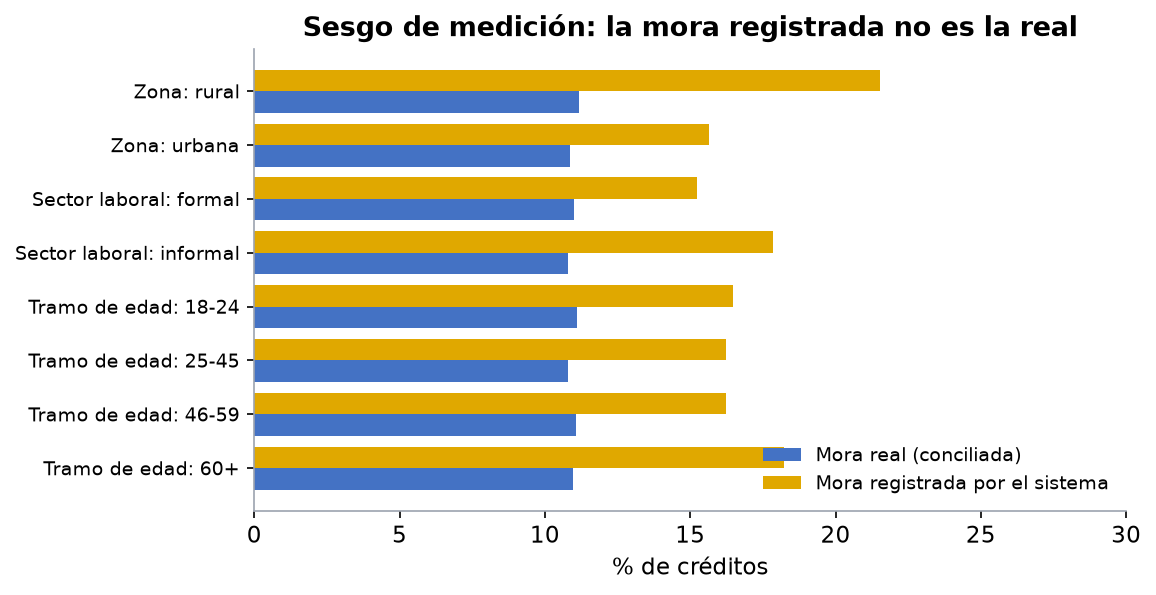 Sesgo de medición: la mora registrada no es la real
Zona: rural
Zona: urbana
Sector laboral: formal
Sector laboral: informal
Tramo de edad: 18-24
Tramo de edad: 25-45
Tramo de edad: 46-59
Tramo de edad: 60+
Mora real (conciliada)
Mora registrada por el sistema
0 5 10 15 20 25 30
% de créditos